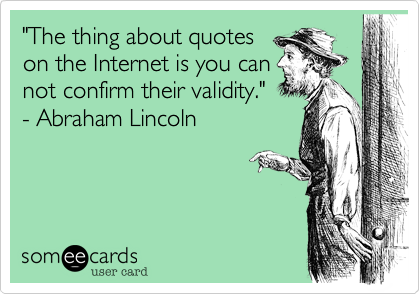 "The thing about quotes
on the Internet is you can
not confirm their validity."
- Abraham Lincoln
someecards
user card